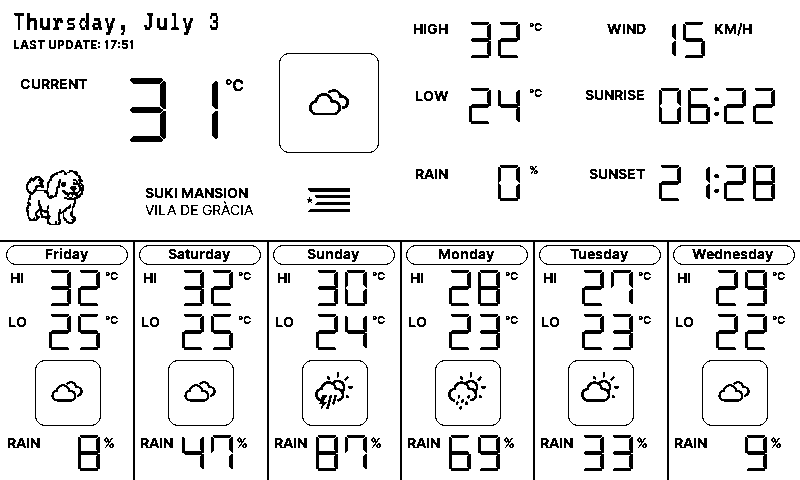 Thursday, July 3
LAST UPDATE: 17:51
CURRENT 31 °C
HIGH 32 °C
LOW 24 °C
RAIN 0 %
WIND 15 KM/H
SUNRISE 06:22
SUNSET 21:28
SUKI MANSION
VILA DE GRÀCIA
Friday
HI 32 °C
LO 25 °C
RAIN 8 %
Saturday
HI 32 °C
LO 25 °C
RAIN 47 %
Sunday
HI 30 °C
LO 24 °C
RAIN 87 %
Monday
HI 28 °C
LO 23 °C
RAIN 69 %
Tuesday
HI 27 °C
LO 23 °C
RAIN 33 %
Wednesday
HI 29 °C
LO 22 °C
RAIN 9 %